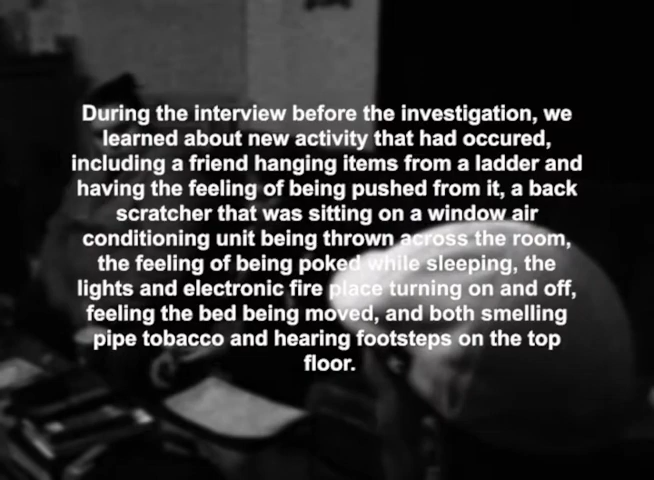 During the interview before the investigation, we
learned about new activity that had occured,
including a friend hanging items from a ladder and
having the feeling of being pushed from it, a back
scratcher that was sitting on a window air
conditioning unit being thrown across the room,
the feeling of being poked while sleeping, the
lights and electronic fire place turning on and off,
feeling the bed being moved, and both smelling
pipe tobacco and hearing footsteps on the top
floor.